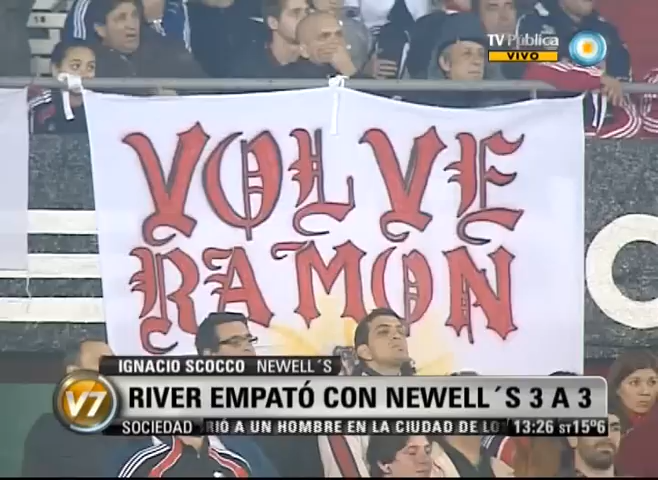 TV Pública
VIVO
VOLVE
RAMON
IGNACIO SCOCCO NEWELL´S
V7
RIVER EMPATÓ CON NEWELL´S 3 A 3
SOCIEDAD RIÓ A UN HOMBRE EN LA CIUDAD DE LO 13:26 ST 15º6